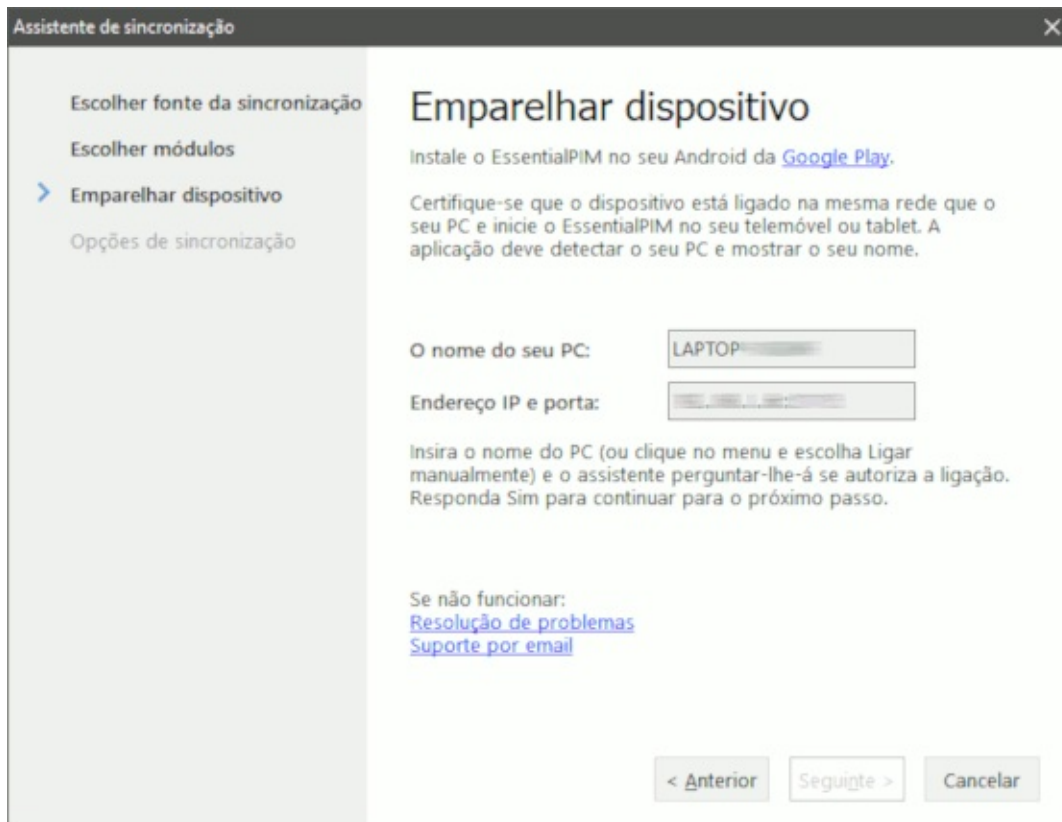 Assistente de sincronização
Escolher fonte da sincronização
Escolher módulos
Emparelhar dispositivo
Opções de sincronização
Emparelhar dispositivo
Instale o EssentialPIM no seu Android da Google Play.
Certifique-se que o dispositivo está ligado na mesma rede que o
seu PC e inicie o EssentialPIM no seu telemóvel ou tablet. A
aplicação deve detectar o seu PC e mostrar o seu nome.
O nome do seu PC: LAPTOP
Endereço IP e porta:
Insira o nome do PC (ou clique no menu e escolha Ligar
manualmente) e o assistente perguntar-lhe-á se autoriza a ligação.
Responda Sim para continuar para o próximo passo.
Se não funcionar:
Resolução de problemas
Suporte por email
< Anterior Seguinte > Cancelar